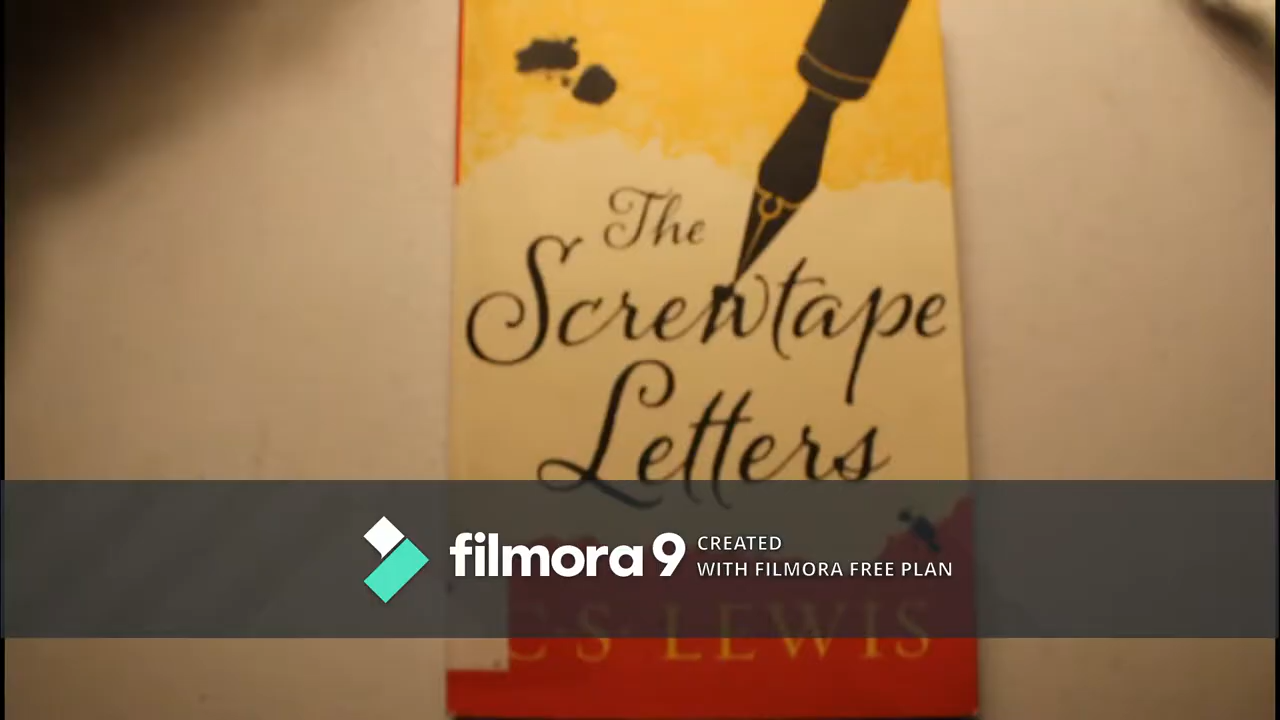 The
Screwtape
Letters
filmora 9 CREATED
WITH FILMORA FREE PLAN
C·S· LEWIS